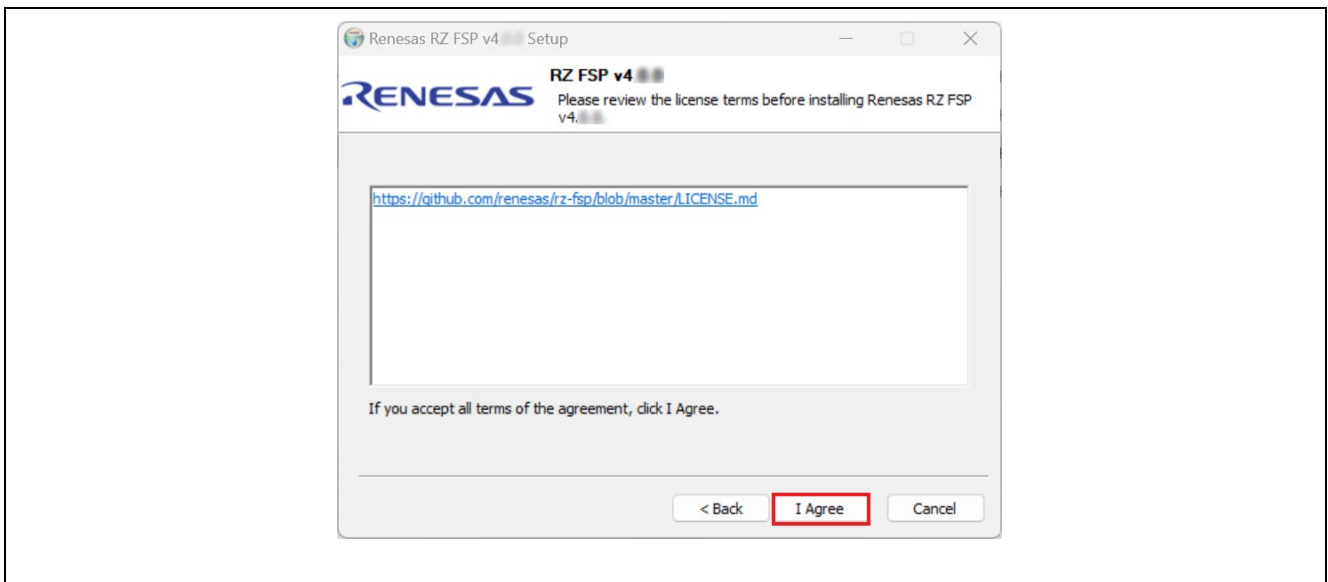 Renesas RZ FSP v4 Setup
RENESAS
RZ FSP v4
Please review the license terms before installing Renesas RZ FSP
v4.
https://github.com/renesas/rz-fsp/blob/master/LICENSE.md
If you accept all terms of the agreement, click I Agree.
< Back I Agree Cancel